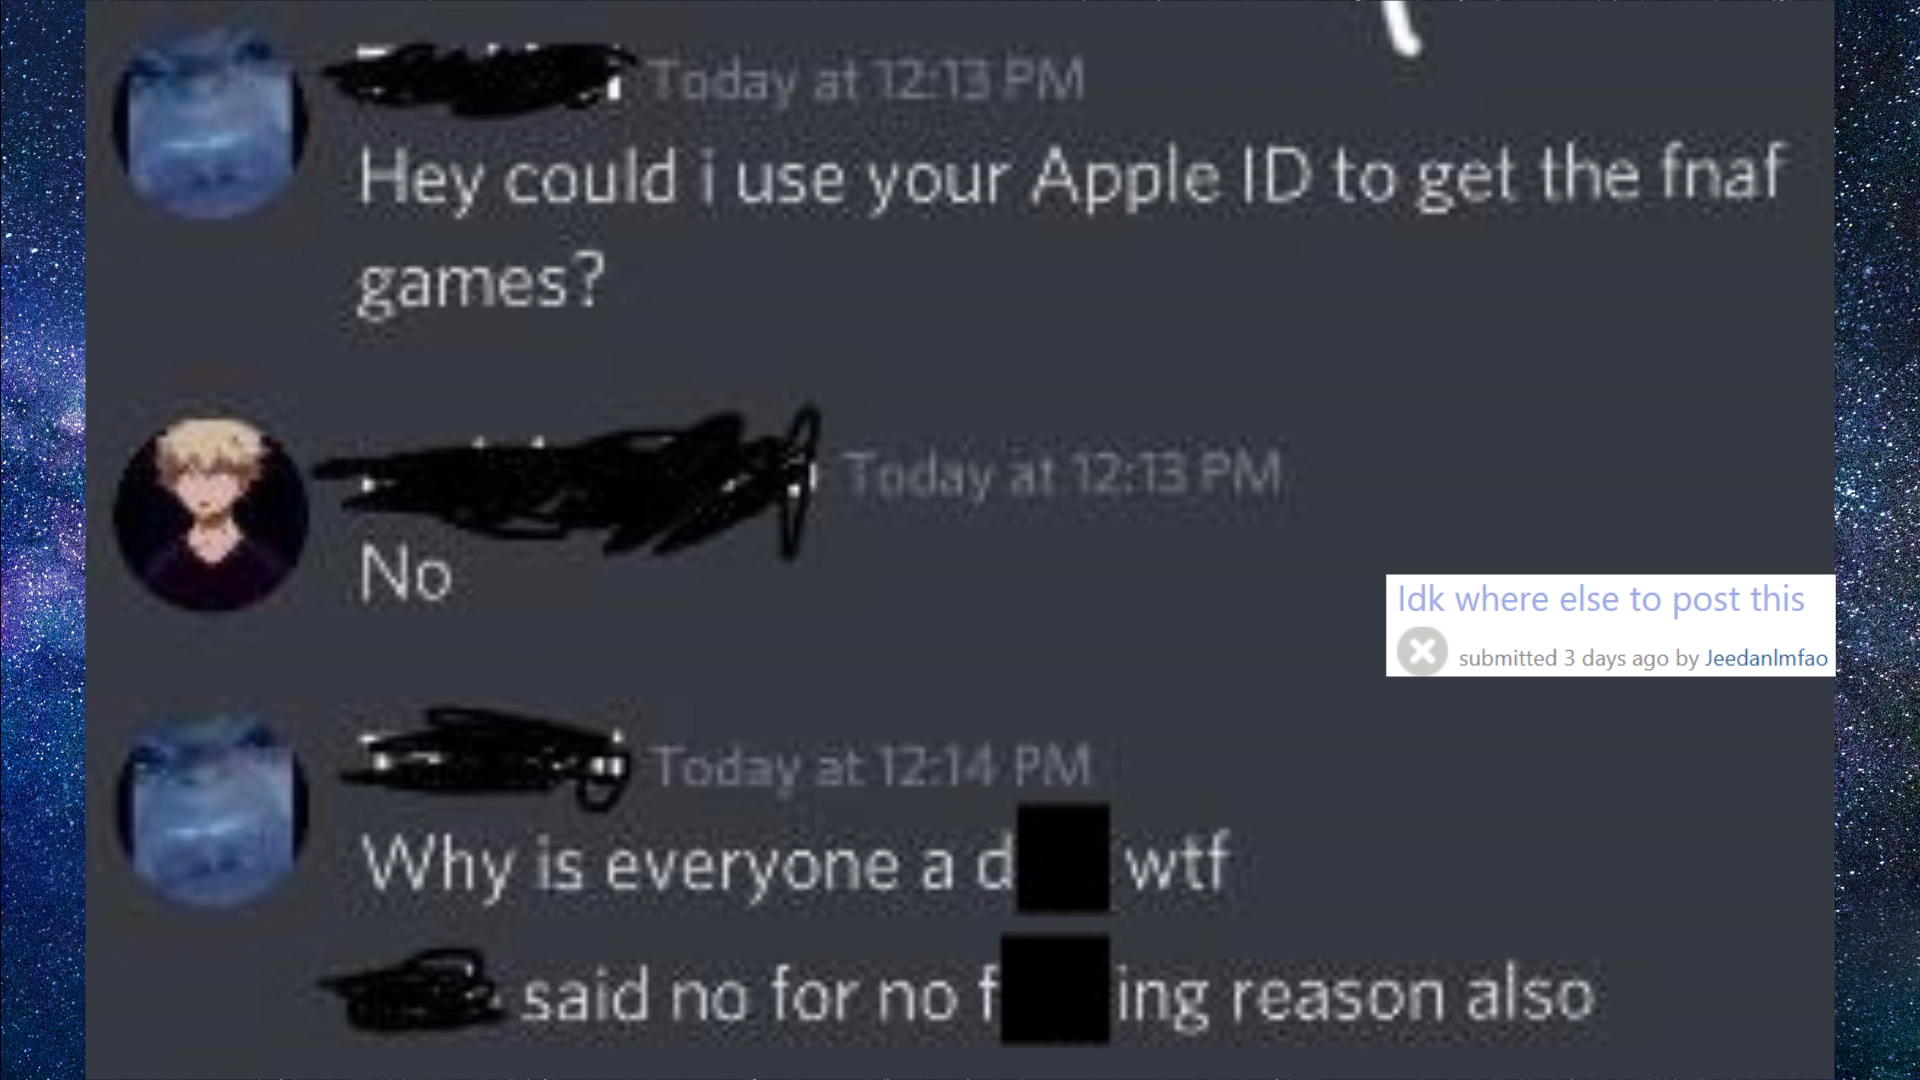 Today at 12:13 PM
Hey could i use your Apple ID to get the fnaf
games?
Today at 12:13 PM
No
Idk where else to post this
submitted 3 days ago by Jeedanlmfao
Today at 12:14 PM
Why is everyone a d wtf
said no for no f ing reason also